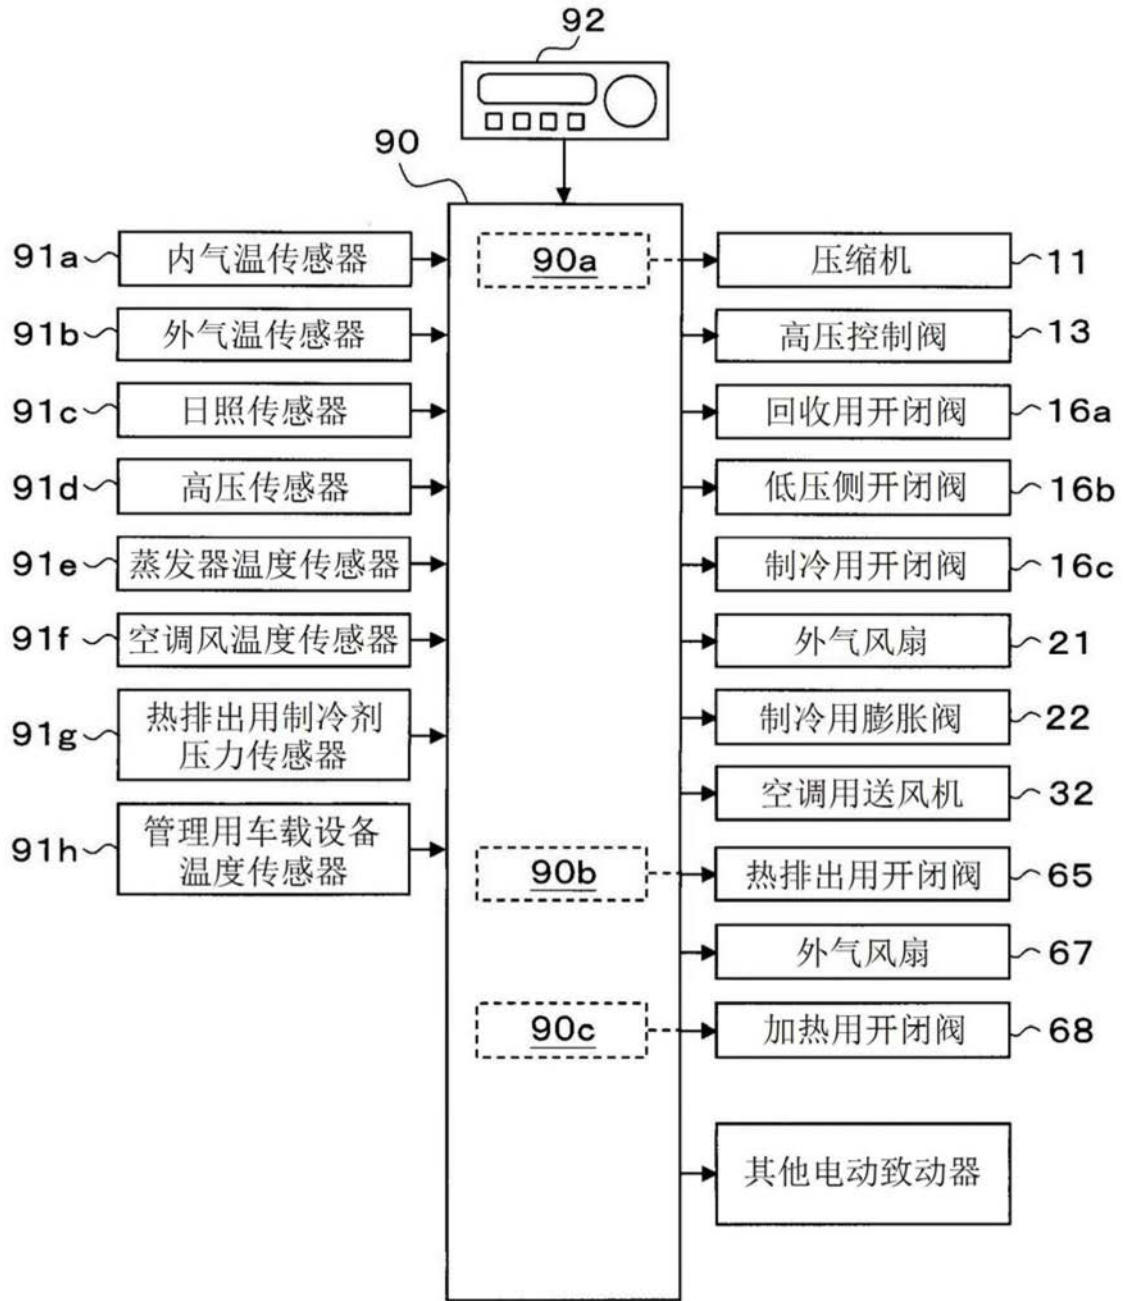 92
90
91a 内气温传感器
90a
压缩机 11
91b 外气温传感器
高压控制阀 13
91c 日照传感器
回收用开闭阀 16a
91d 高压传感器
低压侧开闭阀 16b
91e 蒸发器温度传感器
制冷用开闭阀 16c
91f 空调风温度传感器
外气风扇 21
91g 热排出用制冷剂
压力传感器
制冷用膨胀阀 22
空调用送风机 32
91h 管理用车载设备
温度传感器
90b
热排出用开闭阀 65
外气风扇 67
90c
加热用开闭阀 68
其他电动致动器